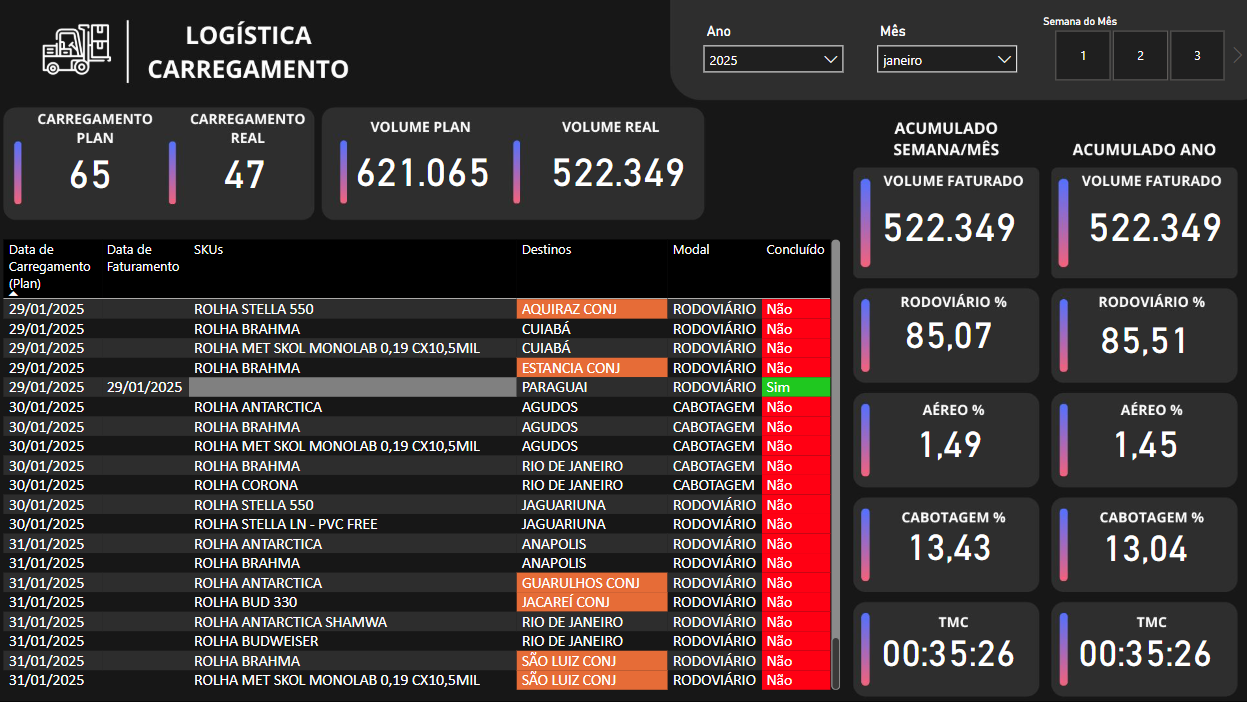 LOGÍSTICA
CARREGAMENTO
Ano
2025
Mês
janeiro
Semana do Mês
1 2 3
CARREGAMENTO
PLAN
65
CARREGAMENTO
REAL
47
VOLUME PLAN
621.065
VOLUME REAL
522.349
ACUMULADO
SEMANA/MÊS
ACUMULADO ANO
VOLUME FATURADO
522.349
VOLUME FATURADO
522.349
RODOVIÁRIO %
85,07
RODOVIÁRIO %
85,51
AÉREO %
1,49
AÉREO %
1,45
CABOTAGEM %
13,43
CABOTAGEM %
13,04
TMC
00:35:26
TMC
00:35:26
Data de
Carregamento
(Plan)
Data de
Faturamento
SKUs
Destinos
Modal
Concluído
29/01/2025 ROLHA STELLA 550 AQUIRAZ CONJ RODOVIÁRIO Não
29/01/2025 ROLHA BRAHMA CUIABÁ RODOVIÁRIO Não
29/01/2025 ROLHA MET SKOL MONOLAB 0,19 CX10,5MIL CUIABÁ RODOVIÁRIO Não
29/01/2025 ROLHA BRAHMA ESTANCIA CONJ RODOVIÁRIO Não
29/01/2025 29/01/2025 PARAGUAI RODOVIÁRIO Sim
30/01/2025 ROLHA ANTARCTICA AGUDOS CABOTAGEM Não
30/01/2025 ROLHA BRAHMA AGUDOS CABOTAGEM Não
30/01/2025 ROLHA MET SKOL MONOLAB 0,19 CX10,5MIL AGUDOS CABOTAGEM Não
30/01/2025 ROLHA BRAHMA RIO DE JANEIRO CABOTAGEM Não
30/01/2025 ROLHA CORONA RIO DE JANEIRO CABOTAGEM Não
30/01/2025 ROLHA STELLA 550 JAGUARIUNA RODOVIÁRIO Não
30/01/2025 ROLHA STELLA LN - PVC FREE JAGUARIUNA RODOVIÁRIO Não
31/01/2025 ROLHA ANTARCTICA ANAPOLIS RODOVIÁRIO Não
31/01/2025 ROLHA BRAHMA ANAPOLIS RODOVIÁRIO Não
31/01/2025 ROLHA ANTARCTICA GUARULHOS CONJ RODOVIÁRIO Não
31/01/2025 ROLHA BUD 330 JACAREÍ CONJ RODOVIÁRIO Não
31/01/2025 ROLHA ANTARCTICA SHAMWA RIO DE JANEIRO RODOVIÁRIO Não
31/01/2025 ROLHA BUDWEISER RIO DE JANEIRO RODOVIÁRIO Não
31/01/2025 ROLHA BRAHMA SÃO LUIZ CONJ RODOVIÁRIO Não
31/01/2025 ROLHA MET SKOL MONOLAB 0,19 CX10,5MIL SÃO LUIZ CONJ RODOVIÁRIO Não